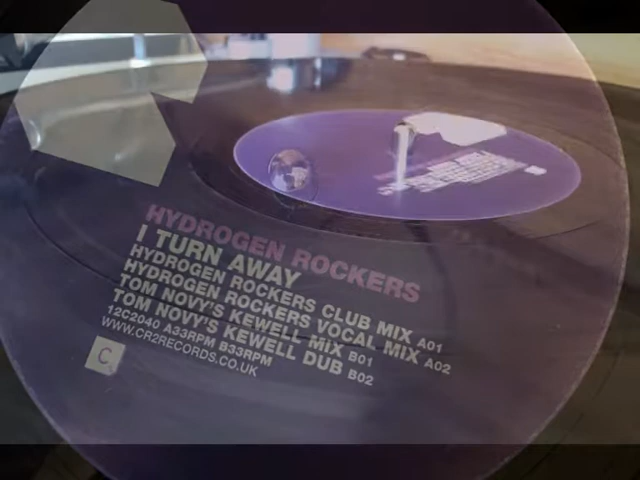 HYDROGEN ROCKERS
I TURN AWAY
HYDROGEN ROCKERS CLUB MIX A01
HYDROGEN ROCKERS VOCAL MIX A02
TOM NOVY'S KEWELL MIX B01
TOM NOVY'S KEWELL DUB B02
12C2040 A33RPM B33RPM
WWW.CR2RECORDS.CO.UK
C